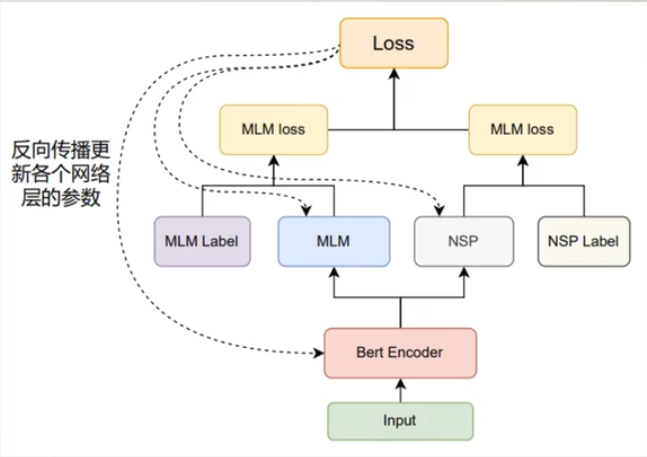 Loss
MLM loss
MLM loss
反向传播更
新各个网络
层的参数
MLM Label
MLM
NSP
NSP Label
Bert Encoder
Input